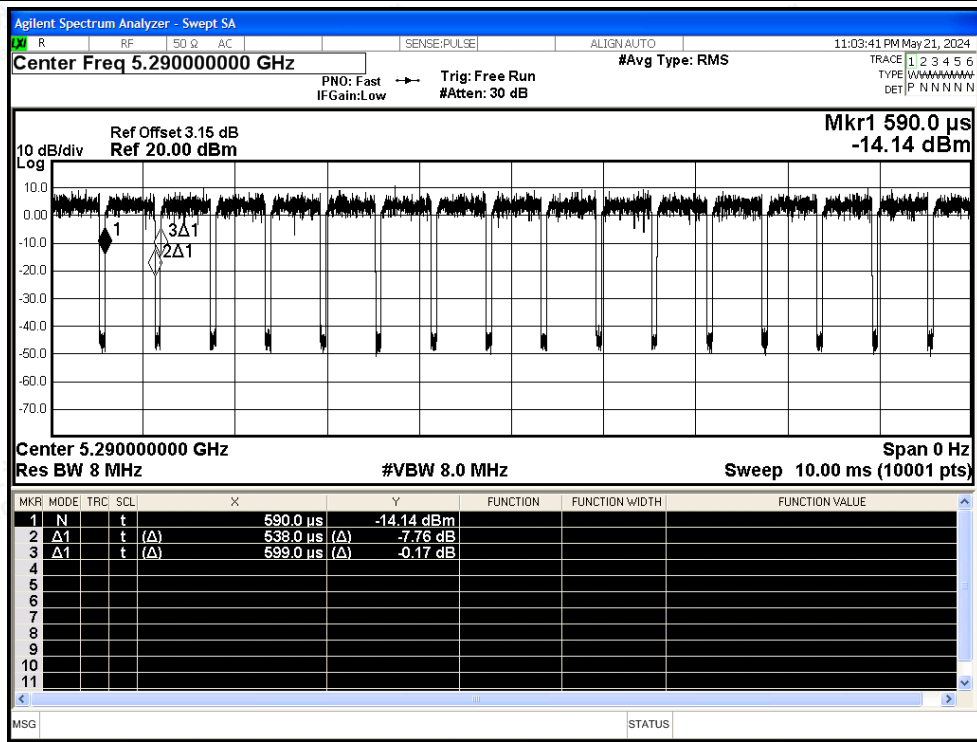 Agilent Spectrum Analyzer - Swept SA
LXI R RF 50 Ω AC SENSE:PULSE ALIGN AUTO 11:03:41 PM May 21, 2024
Center Freq 5.290000000 GHz #Avg Type: RMS TRACE 1 2 3 4 5 6
PNO: Fast Trig: Free Run TYPE WWWWWW
IFGain:Low #Atten: 30 dB DET P N N N N N
Mkr1 590.0 µs
-14.14 dBm
Ref Offset 3.15 dB
10 dB/div Ref 20.00 dBm
Log
10.0
0.00
-10.0
-20.0
-30.0
-40.0
-50.0
-60.0
-70.0
1
3Δ1
2Δ1
Center 5.290000000 GHz Span 0 Hz
Res BW 8 MHz #VBW 8.0 MHz Sweep 10.00 ms (10001 pts)
MKR MODE TRC SCL X Y FUNCTION FUNCTION WIDTH FUNCTION VALUE
1 N t 590.0 µs -14.14 dBm
2 Δ1 t (Δ) 538.0 µs (Δ) -7.76 dB
3 Δ1 t (Δ) 599.0 µs (Δ) -0.17 dB
4
5
6
7
8
9
10
11
MSG STATUS